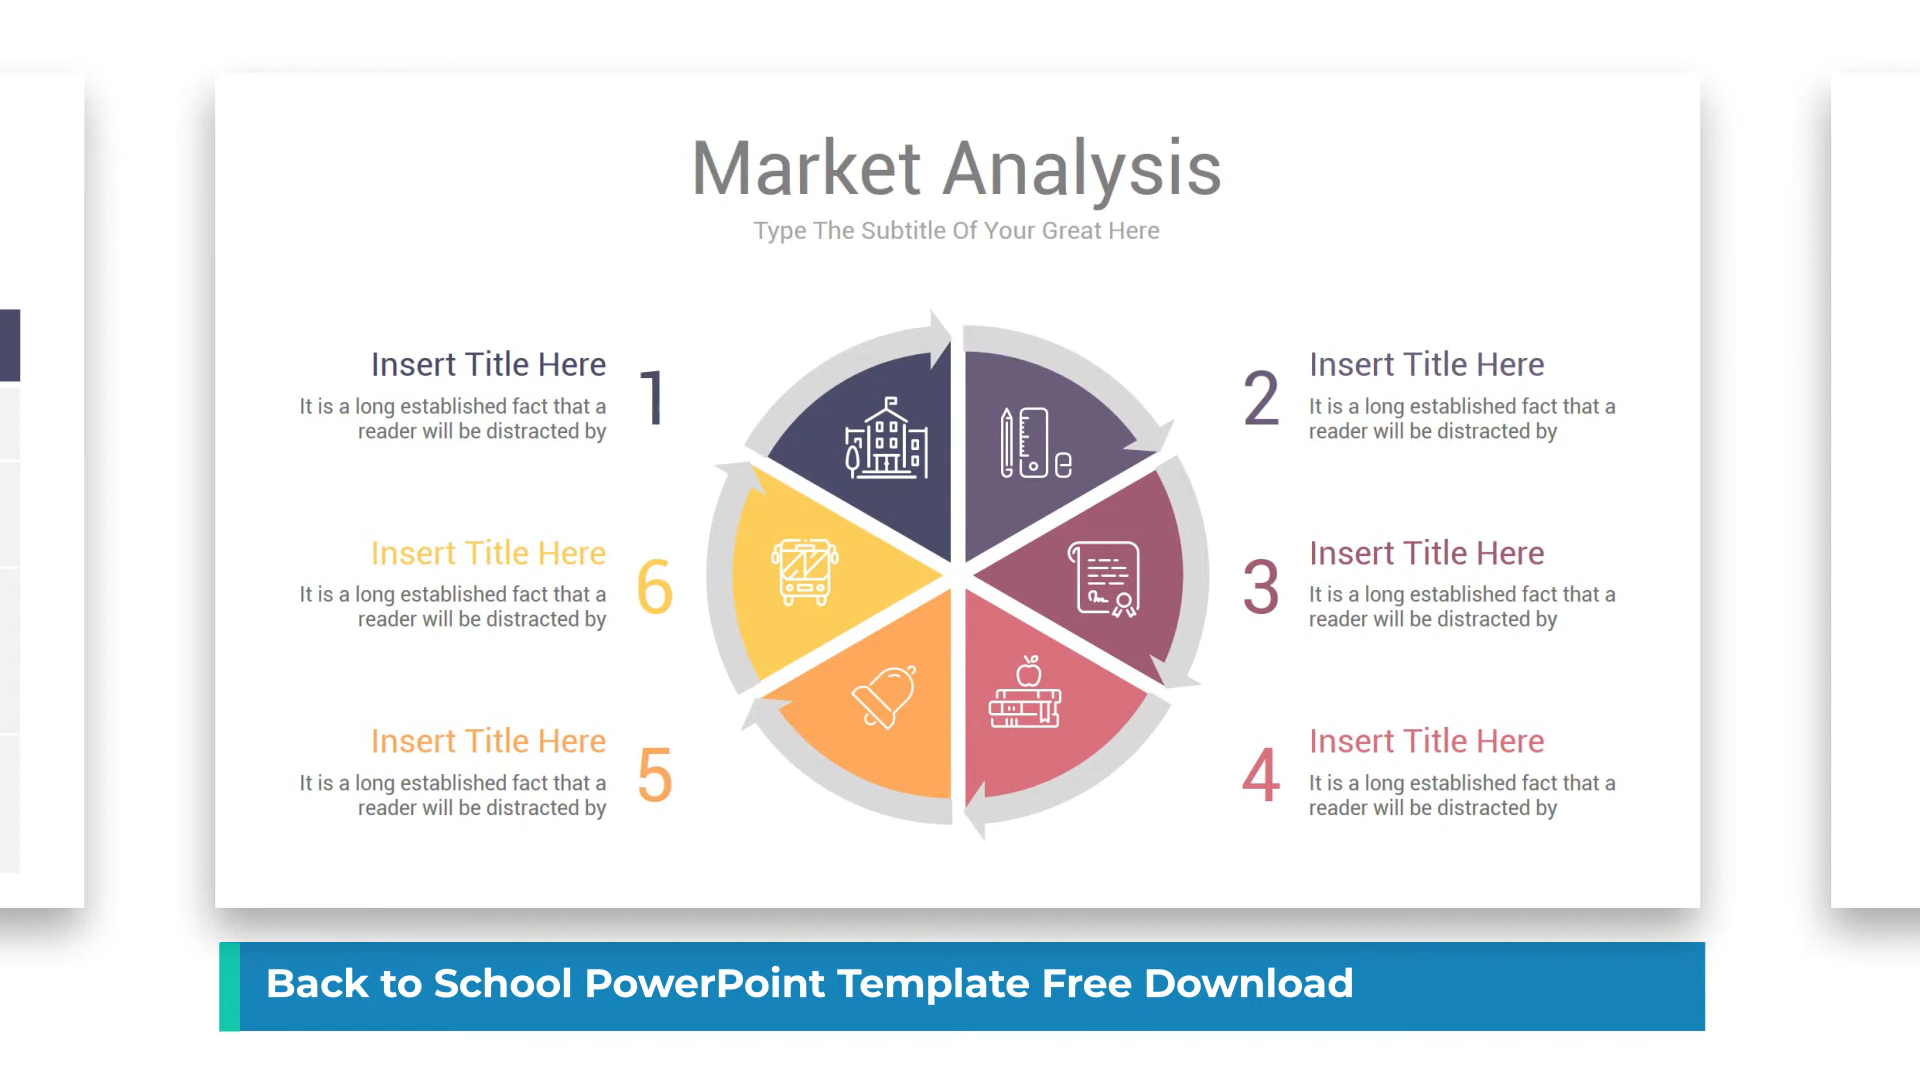 Market Analysis
Type The Subtitle Of Your Great Here
Insert Title Here
It is a long established fact that a
reader will be distracted by
1
2
Insert Title Here
It is a long established fact that a
reader will be distracted by
Insert Title Here
It is a long established fact that a
reader will be distracted by
6
3
Insert Title Here
It is a long established fact that a
reader will be distracted by
Insert Title Here
It is a long established fact that a
reader will be distracted by
5
4
Insert Title Here
It is a long established fact that a
reader will be distracted by
Back to School PowerPoint Template Free Download